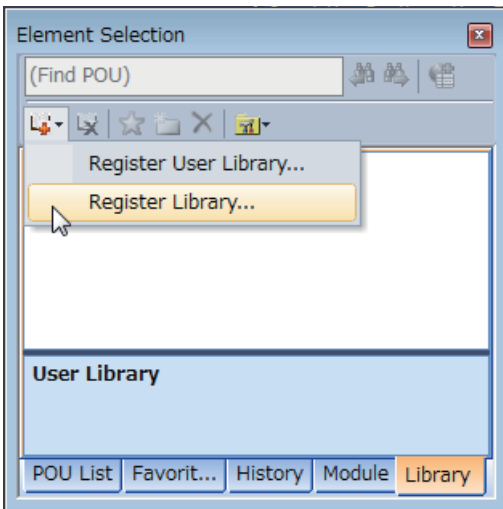 Element Selection
(Find POU)
Register User Library...
Register Library...
User Library
POU List Favorit... History Module Library